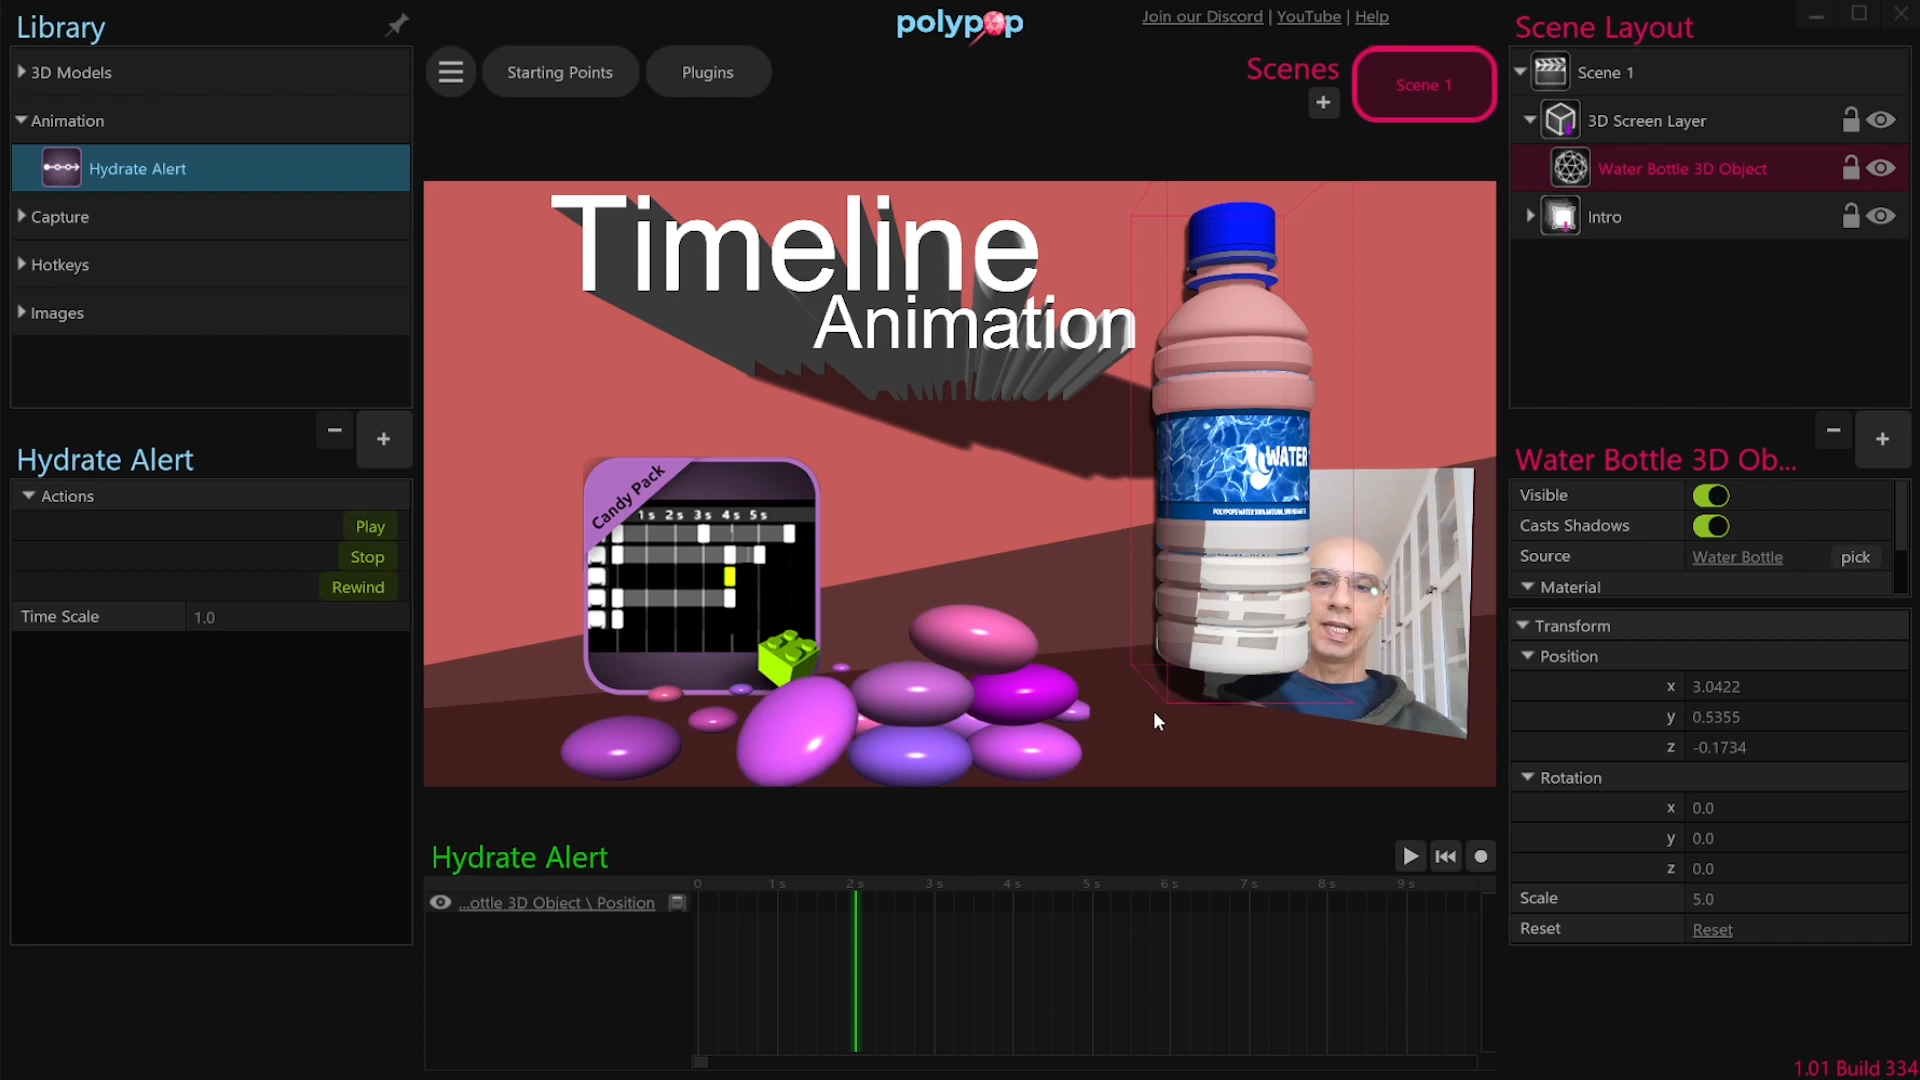 Library
3D Models
Animation
Hydrate Alert
Capture
Hotkeys
Images
Hydrate Alert
Actions
Play
Stop
Rewind
Time Scale 1.0
polypop
Join our Discord | YouTube | Help
Starting Points
Plugins
Scenes
Scene 1
Timeline
Animation
Candy Pack
1s 2s 3s 4s 5s
WATER
Hydrate Alert
0 1s 2s 3s 4s 5s 6s 7s 8s 9s
...ottle 3D Object \ Position
Scene Layout
Scene 1
3D Screen Layer
Water Bottle 3D Object
Intro
Water Bottle 3D Ob...
Visible
Casts Shadows
Source Water Bottle pick
Material
Transform
Position
x 3.0422
y 0.5355
z -0.1734
Rotation
x 0.0
y 0.0
z 0.0
Scale 5.0
Reset Reset
1.01 Build 334